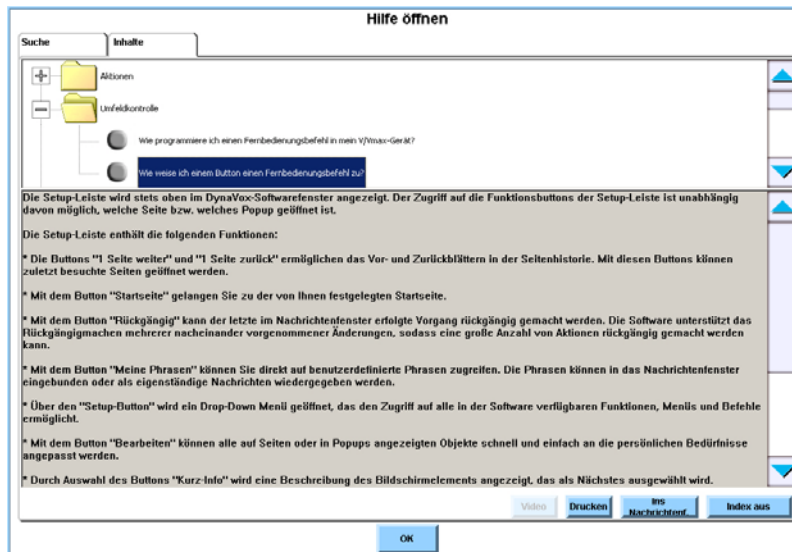 Hilfe öffnen
Suche
Inhalte
Aktionen
Umfeldkontrolle
Wie programmiere ich einen Fernbedienungsbefehl in mein V/Vmax-Gerät?
Wie weise ich einem Button einen Fernbedienungsbefehl zu?
Die Setup-Leiste wird stets oben im DynaVox-Softwarefenster angezeigt. Der Zugriff auf die Funktionsbuttons der Setup-Leiste ist unabhängig
davon möglich, welche Seite bzw. welches Popup geöffnet ist.
Die Setup-Leiste enthält die folgenden Funktionen:
* Die Buttons "1 Seite weiter" und "1 Seite zurück" ermöglichen das Vor- und Zurückblättern in der Seitenhistorie. Mit diesen Buttons können
zuletzt besuchte Seiten geöffnet werden.
* Mit dem Button "Startseite" gelangen Sie zu der von Ihnen festgelegten Startseite.
* Mit dem Button "Rückgängig" kann der letzte im Nachrichtenfenster erfolgte Vorgang rückgängig gemacht werden. Die Software unterstützt das
Rückgängigmachen mehrerer nacheinander vorgenommener Änderungen, sodass eine große Anzahl von Aktionen rückgängig gemacht werden
kann.
* Mit dem Button "Meine Phrasen" können Sie direkt auf benutzerdefinierte Phrasen zugreifen. Die Phrasen können in das Nachrichtenfenster
eingebunden oder als eigenständige Nachrichten wiedergegeben werden.
* Über den "Setup-Button" wird ein Drop-Down Menü geöffnet, das den Zugriff auf alle in der Software verfügbaren Funktionen, Menüs und Befehle
ermöglicht.
* Mit dem Button "Bearbeiten" können alle auf Seiten oder in Popups angezeigten Objekte schnell und einfach an die persönlichen Bedürfnisse
angepasst werden.
* Durch Auswahl des Buttons "Kurz-Info" wird eine Beschreibung des Bildschirmelements angezeigt, das als Nächstes ausgewählt wird.
Video
Drucken
Ins
Nachrichtenf.
Index aus
OK